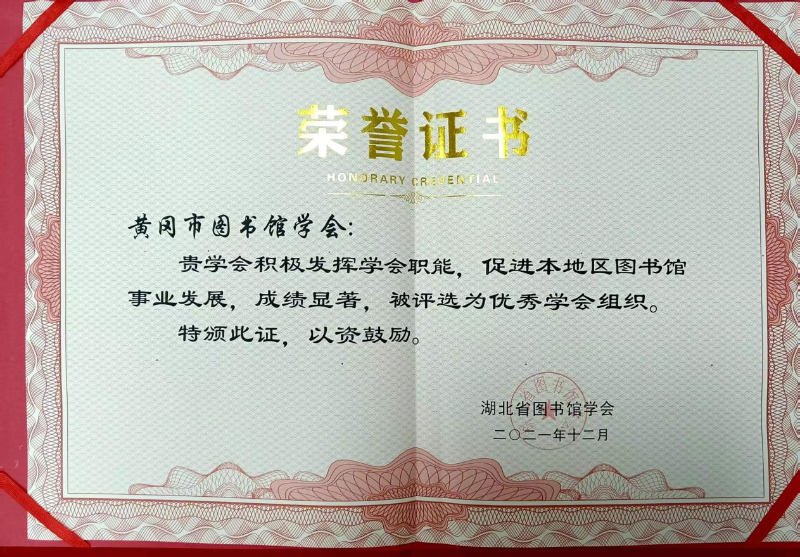 荣誉证书
HONORARY CREDENTIAL
黄冈市图书馆学会：
贵学会积极发挥学会职能，促进本地区图书馆
事业发展，成绩显著，被评选为优秀学会组织。
特颁此证，以资鼓励。
湖北省图书馆学会
二〇二一年十二月